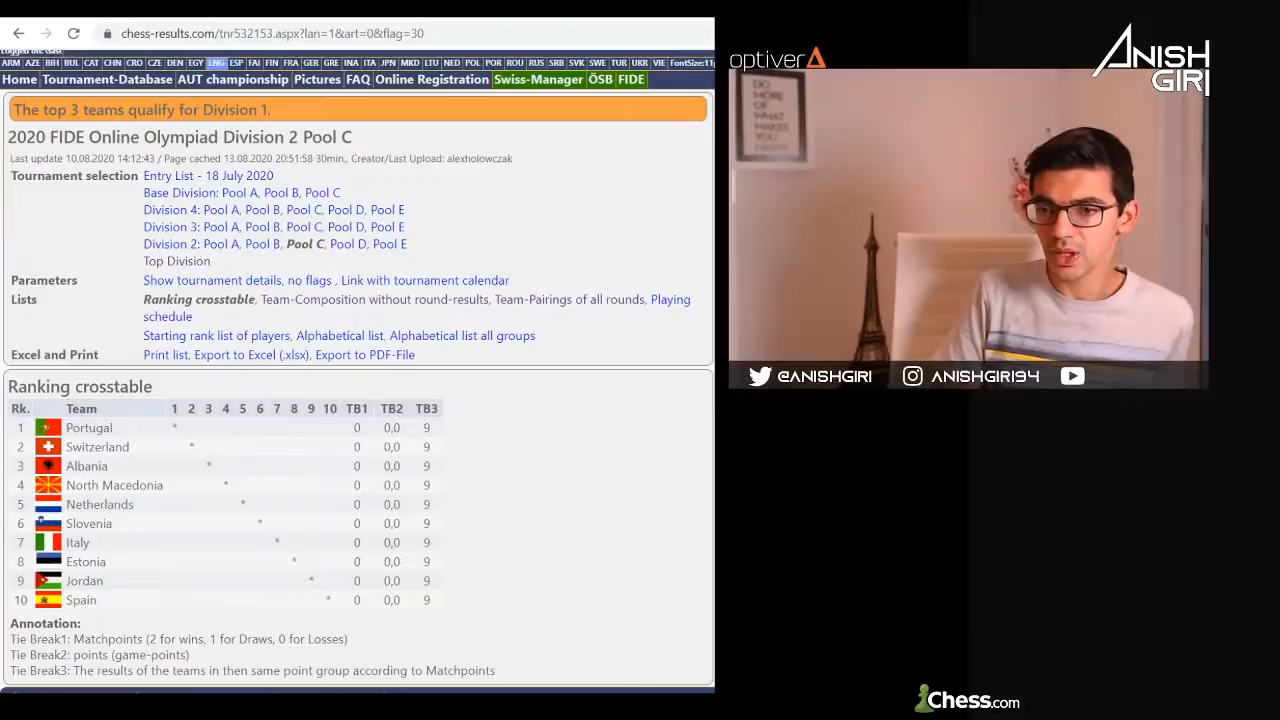 chess-results.com/tnr532153.aspx?lan=1&art=0&flag=30
ARM AZE BIH BUL CAT CHN CRO CZE DEN EGY ENG ESP FAI FIN FRA GER GRE INA ITA JPN MKD LTU NED POL POR ROU RUS SRB SVK SWE TUR UKR VIE FontSize:11
Home Tournament-Database AUT championship Pictures FAQ Online Registration Swiss-Manager ÖSB FIDE
The top 3 teams qualify for Division 1.
2020 FIDE Online Olympiad Division 2 Pool C
Last update 10.08.2020 14:12:43 / Page cached 13.08.2020 20:51:58 30min., Creator/Last Upload: alexholowczak
Tournament selection Entry List - 18 July 2020
Base Division: Pool A, Pool B, Pool C
Division 4: Pool A, Pool B, Pool C, Pool D, Pool E
Division 3: Pool A, Pool B, Pool C, Pool D, Pool E
Division 2: Pool A, Pool B, Pool C, Pool D, Pool E
Top Division
Parameters Show tournament details, no flags , Link with tournament calendar
Lists Ranking crosstable, Team-Composition without round-results, Team-Pairings of all rounds, Playing
schedule
Starting rank list of players, Alphabetical list, Alphabetical list all groups
Excel and Print Print list, Export to Excel (.xlsx), Export to PDF-File
Ranking crosstable
Rk. Team 1 2 3 4 5 6 7 8 9 10 TB1 TB2 TB3
1 Portugal * 0 0,0 9
2 Switzerland * 0 0,0 9
3 Albania * 0 0,0 9
4 North Macedonia * 0 0,0 9
5 Netherlands * 0 0,0 9
6 Slovenia * 0 0,0 9
7 Italy * 0 0,0 9
8 Estonia * 0 0,0 9
9 Jordan * 0 0,0 9
10 Spain * 0 0,0 9
Annotation:
Tie Break1: Matchpoints (2 for wins, 1 for Draws, 0 for Losses)
Tie Break2: points (game-points)
Tie Break3: The results of the teams in then same point group according to Matchpoints
optiver
ANISH
GIRI
DO
MORE
OF
WHAT
MAKES
YOU
@ANISHGIRI ANISHGIRI94
Chess.com